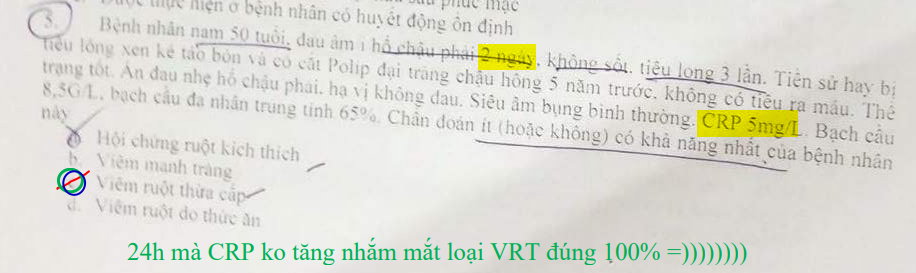 Được thực hiện ở bệnh nhân có huyết động ổn định
phúc mạc
5. Bệnh nhân nam 50 tuổi, đau âm ỉ hố chậu phải 2 ngày, không sốt, tiêu lỏng 3 lần. Tiền sử hay bị
tiêu lỏng xen kẽ táo bón và có cắt Polip đại tràng chậu hông 5 năm trước, không có tiêu ra máu. Thể
trạng tốt. Ấn đau nhẹ hố chậu phải, hạ vị không đau. Siêu âm bụng bình thường. CRP 5mg/L. Bạch cầu
8,5G/L, bạch cầu đa nhân trung tính 65%. Chẩn đoán ít (hoặc không) có khả năng nhất của bệnh nhân
này
Hội chứng ruột kích thích
b. Viêm manh tràng
Viêm ruột thừa cấp
d. Viêm ruột do thức ăn
24h mà CRP ko tăng nhắm mắt loại VRT đúng 100% =))))))))